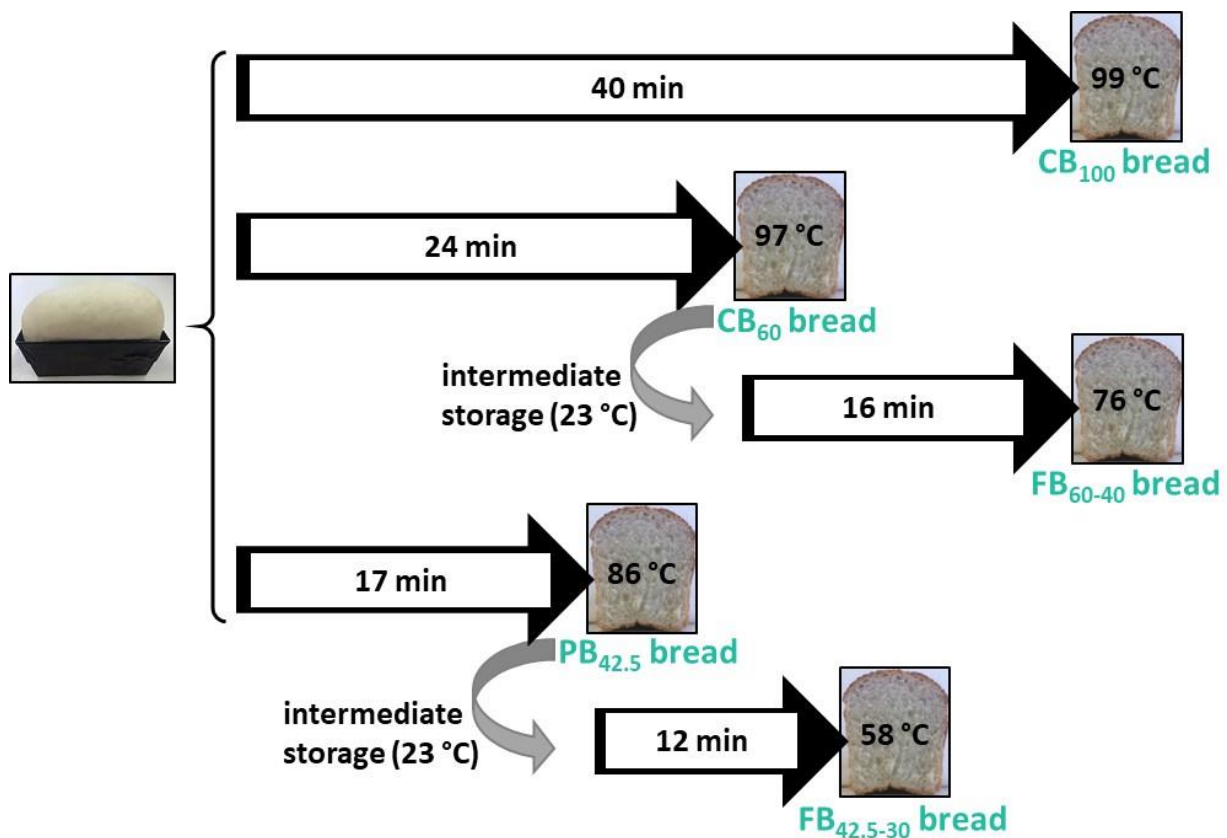 40 min
99 °C
CB₁₀₀ bread
24 min
97 °C
CB₆₀ bread
intermediate
storage (23 °C)
16 min
76 °C
FB₆₀₋₄₀ bread
17 min
86 °C
PB₄₂.₅ bread
intermediate
storage (23 °C)
12 min
58 °C
FB₄₂.₅₋₃₀ bread